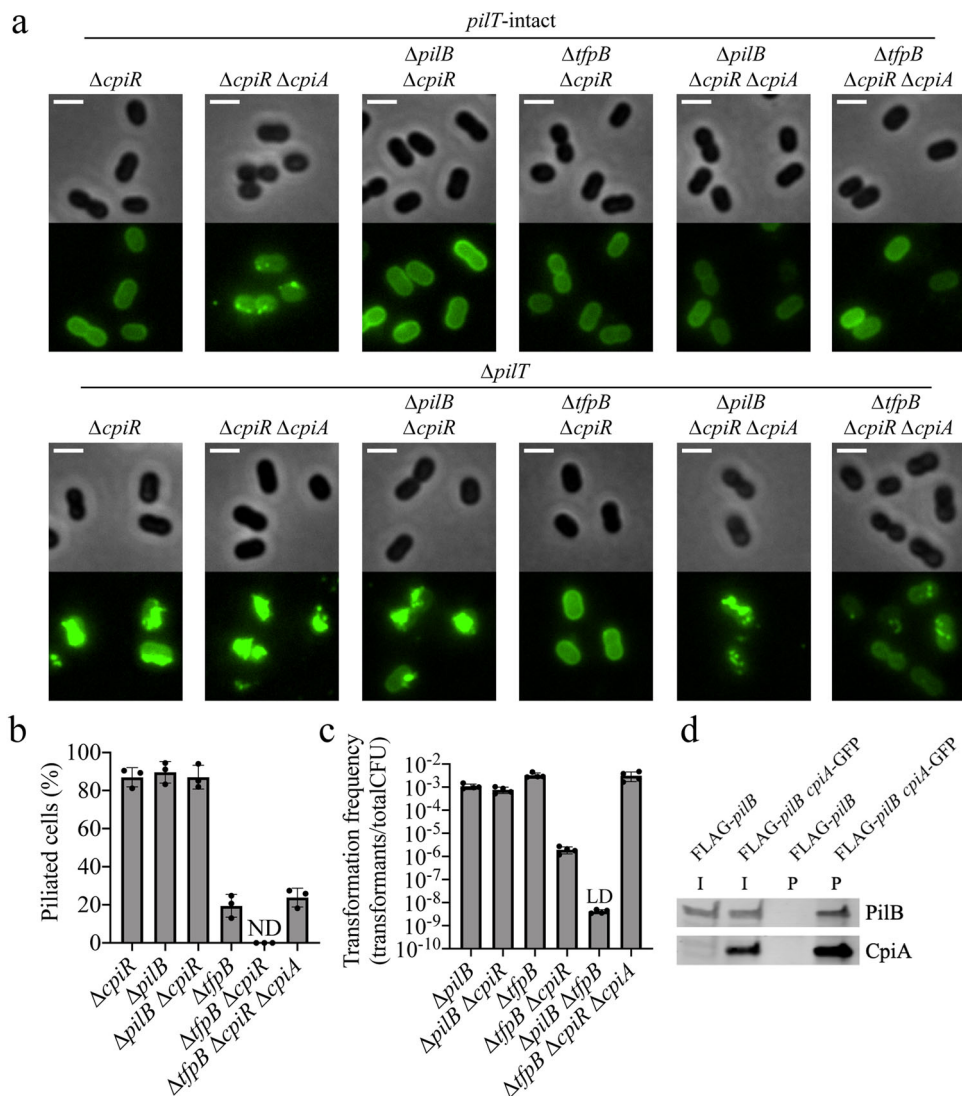 a
pilT-intact
ΔpilB ΔtfpB ΔpilB ΔtfpB
ΔcpiR ΔcpiR ΔcpiA ΔcpiR ΔcpiR ΔcpiR ΔcpiA ΔcpiR ΔcpiA
ΔpilT
ΔpilB ΔtfpB ΔpilB ΔtfpB
ΔcpiR ΔcpiR ΔcpiA ΔcpiR ΔcpiR ΔcpiR ΔcpiA ΔcpiR ΔcpiA
b
Piliated cells (%)
100
80
60
40
20
0
ND
ΔcpiR
ΔpilB
ΔpilB ΔcpiR
ΔtfpB
ΔtfpB ΔcpiR
ΔtfpB ΔcpiR ΔcpiA
c
Transformation frequency
(transformants/totalCFU)
10⁻²
10⁻³
10⁻⁴
10⁻⁵
10⁻⁶
10⁻⁷
10⁻⁸
10⁻⁹
10⁻¹⁰
LD
ΔpilB
ΔpilB ΔcpiR
ΔtfpB
ΔtfpB ΔcpiR
ΔpilB ΔtfpB
ΔtfpB ΔcpiR ΔcpiA
d
FLAG-pilB
FLAG-pilB cpiA-GFP
FLAG-pilB
FLAG-pilB cpiA-GFP
I I P P
PilB
CpiA